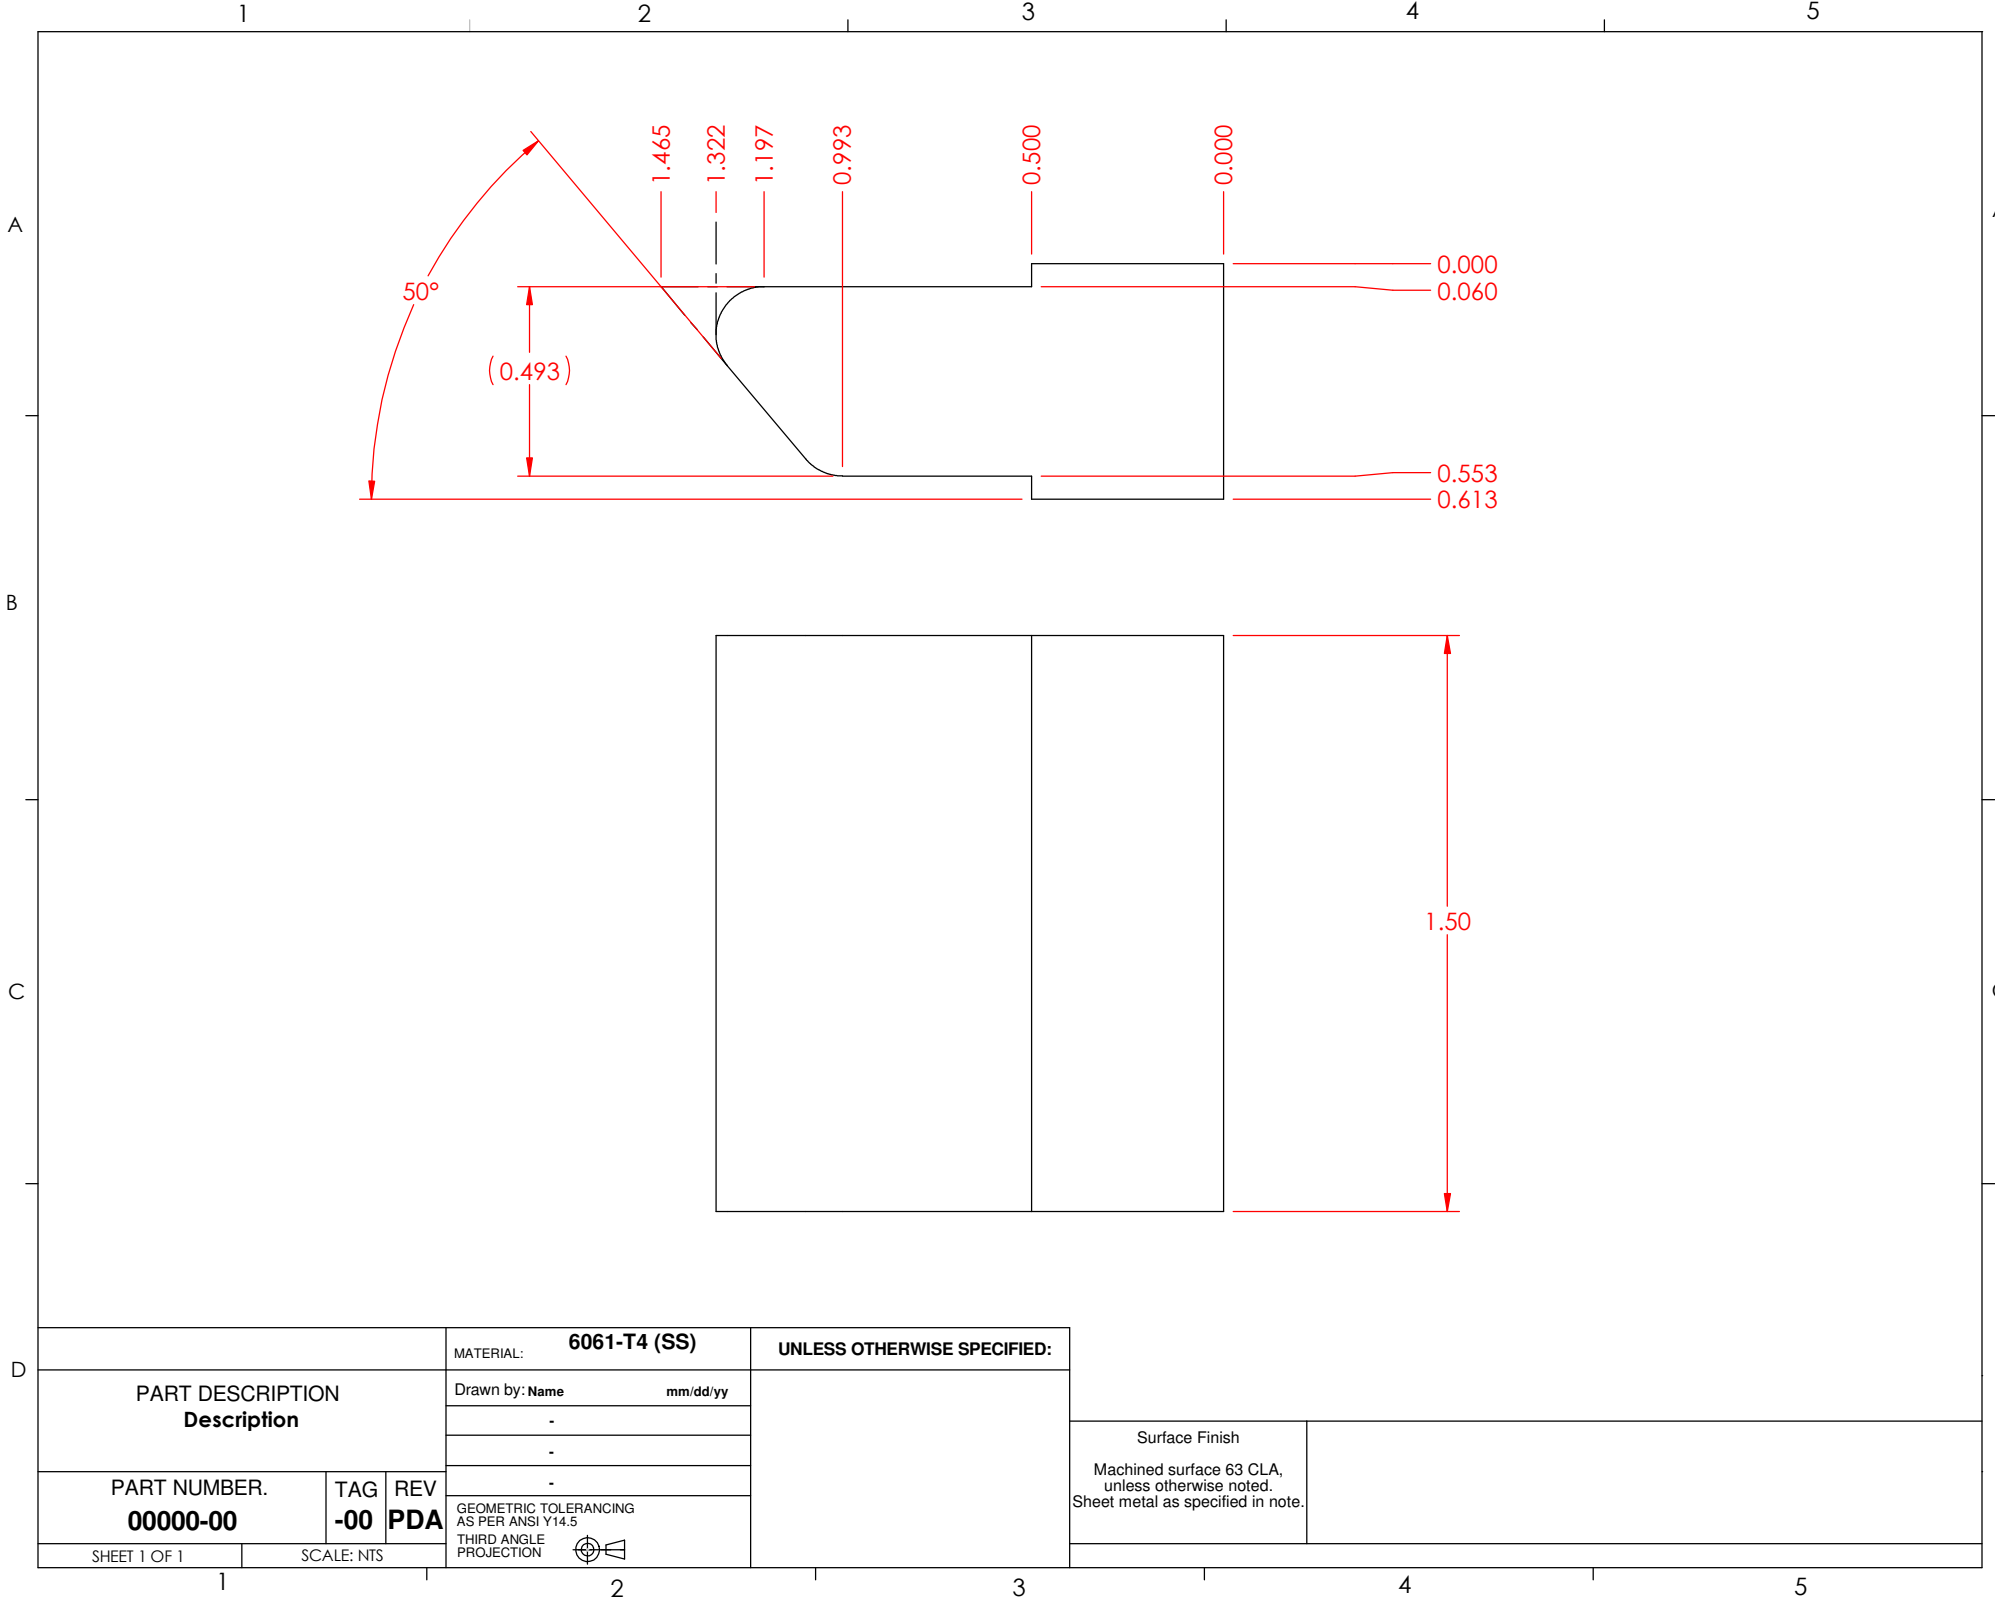 1 2 3 4 5
1.465 1.322 1.197 0.993 0.500 0.000
A
50°
0.000
0.060
(0.493)
0.553
0.613
B
1.50
C
D
MATERIAL: 6061-T4 (SS)
UNLESS OTHERWISE SPECIFIED:
PART DESCRIPTION
Description
Drawn by: Name mm/dd/yy
-
-
-
PART NUMBER.
00000-00
TAG
-00
REV
PDA
GEOMETRIC TOLERANCING
AS PER ANSI Y14.5
THIRD ANGLE
PROJECTION
SHEET 1 OF 1
SCALE: NTS
Surface Finish
Machined surface 63 CLA,
unless otherwise noted.
Sheet metal as specified in note.
1 2 3 4 5